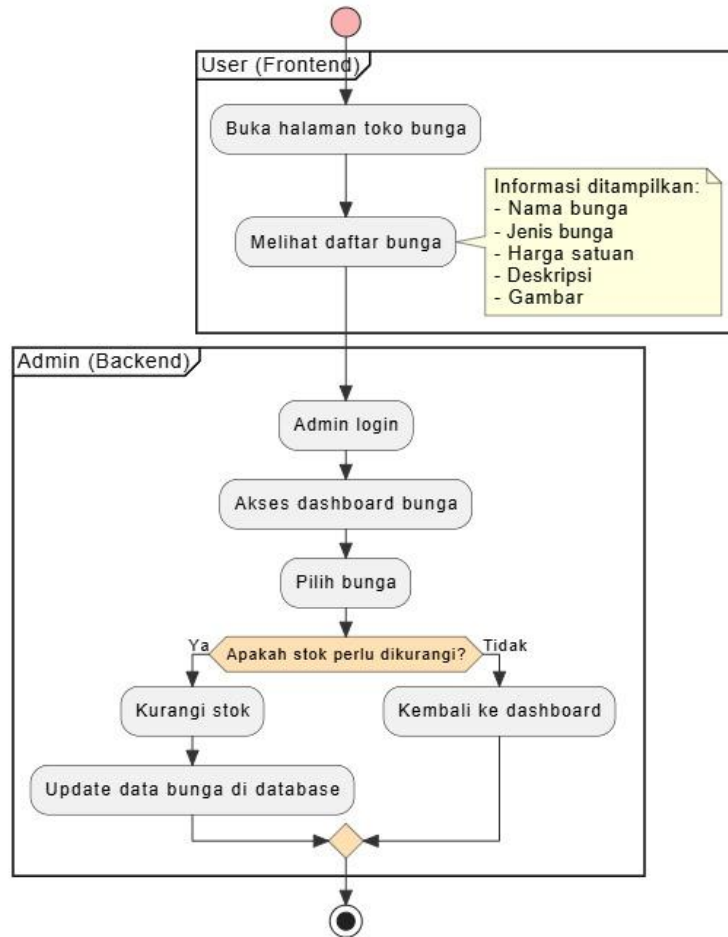 User (Frontend)
Buka halaman toko bunga
Melihat daftar bunga
Informasi ditampilkan:
- Nama bunga
- Jenis bunga
- Harga satuan
- Deskripsi
- Gambar
Admin (Backend)
Admin login
Akses dashboard bunga
Pilih bunga
Ya
Apakah stok perlu dikurangi?
Tidak
Kurangi stok
Kembali ke dashboard
Update data bunga di database